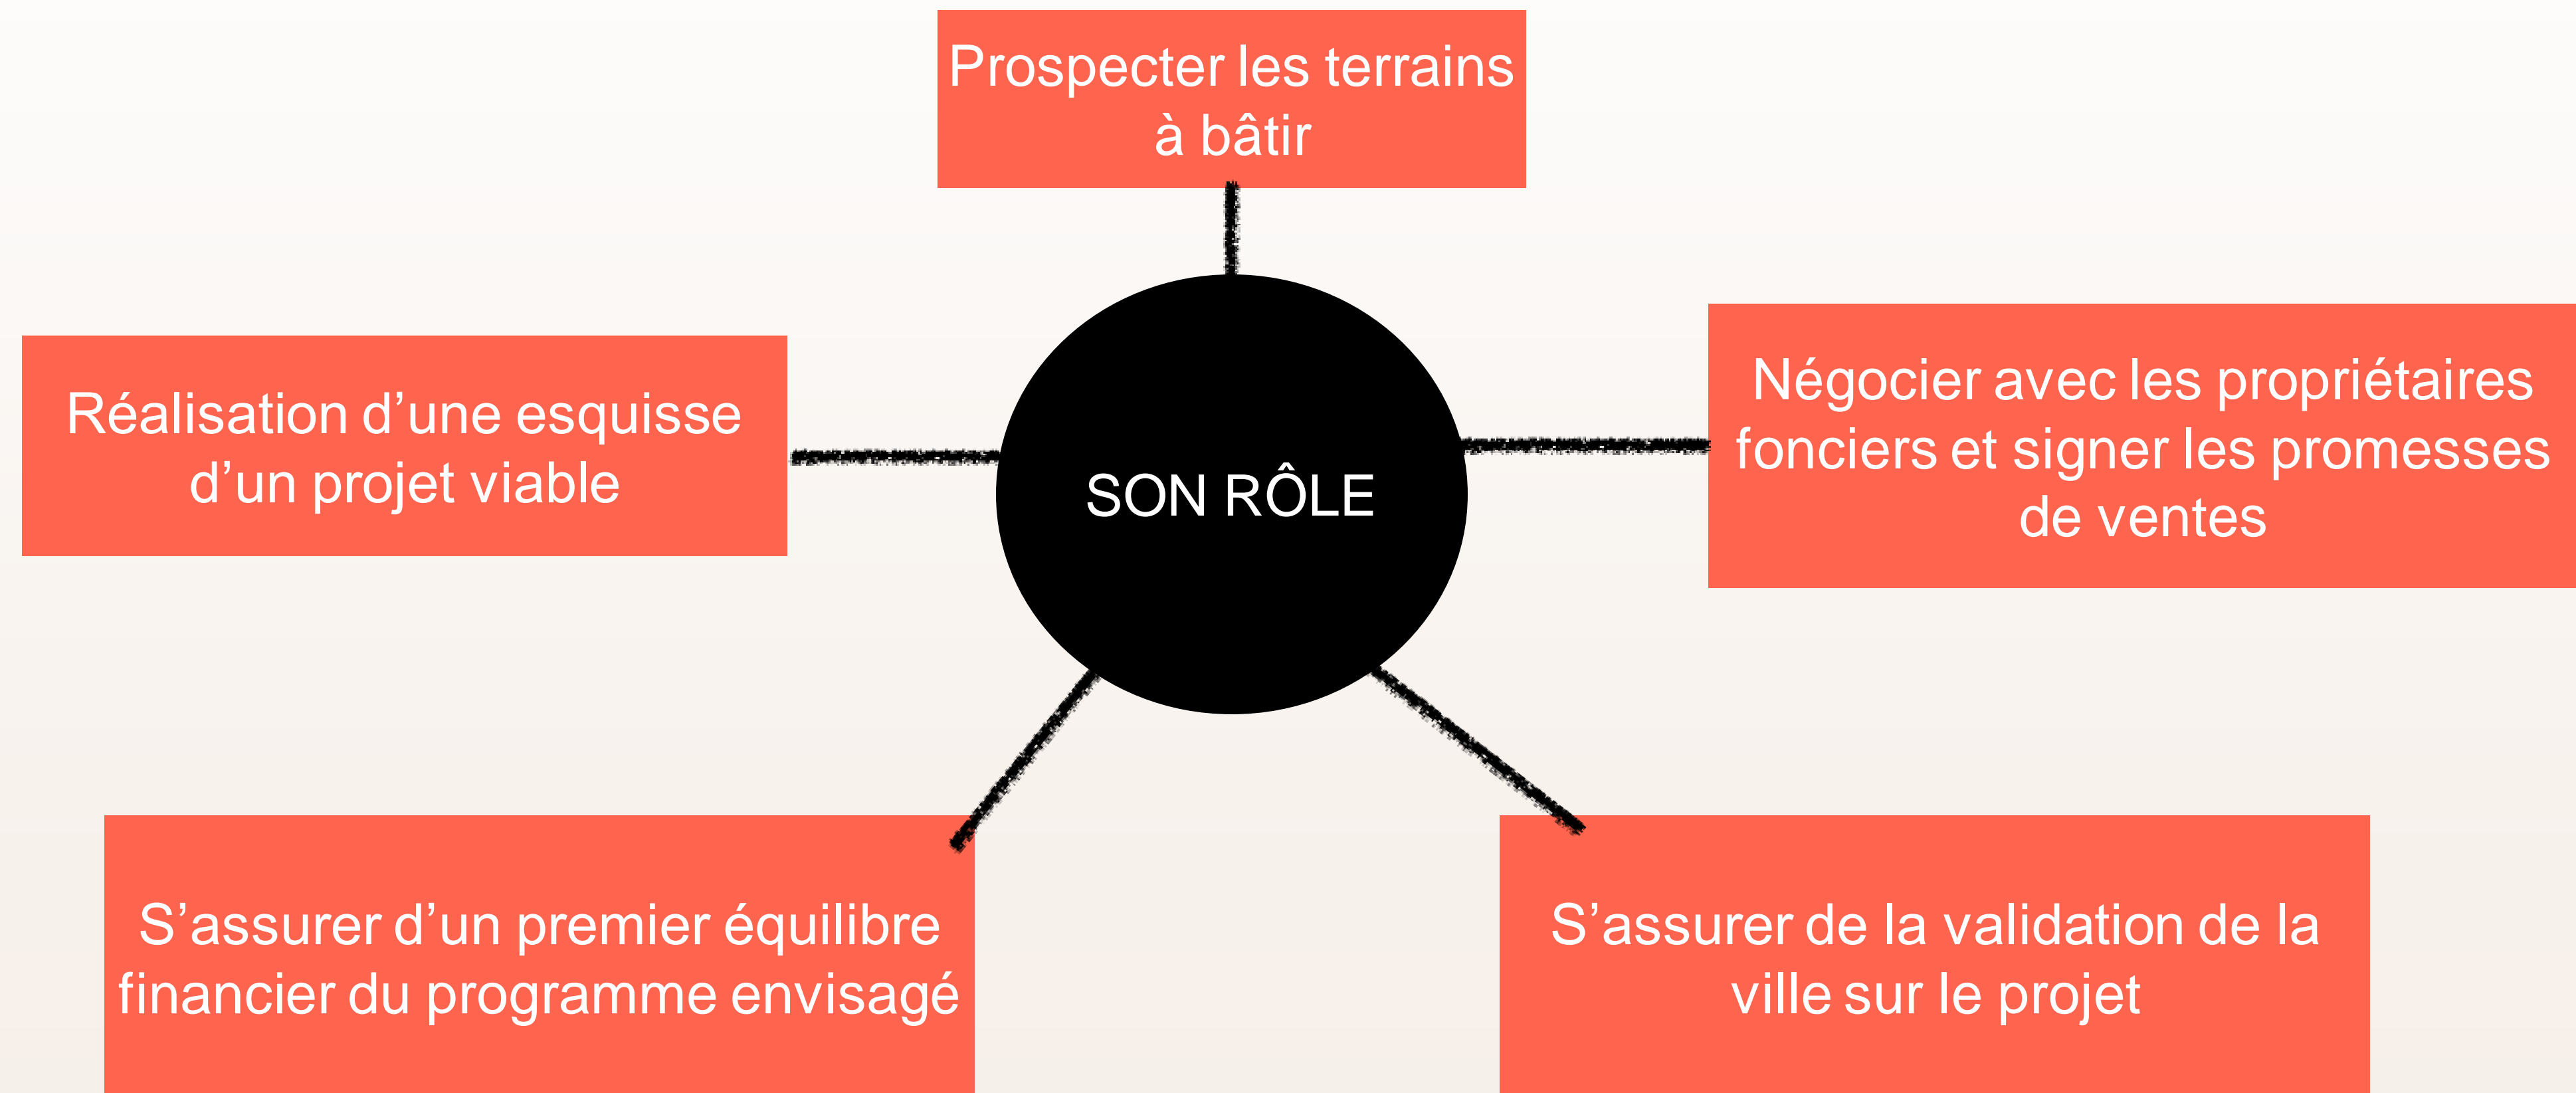 Prospecter les terrains
à bâtir
Réalisation d’une esquisse
d’un projet viable
SON RÔLE
Négocier avec les propriétaires
fonciers et signer les promesses
de ventes
S’assurer d’un premier équilibre
financier du programme envisagé
S’assurer de la validation de la
ville sur le projet